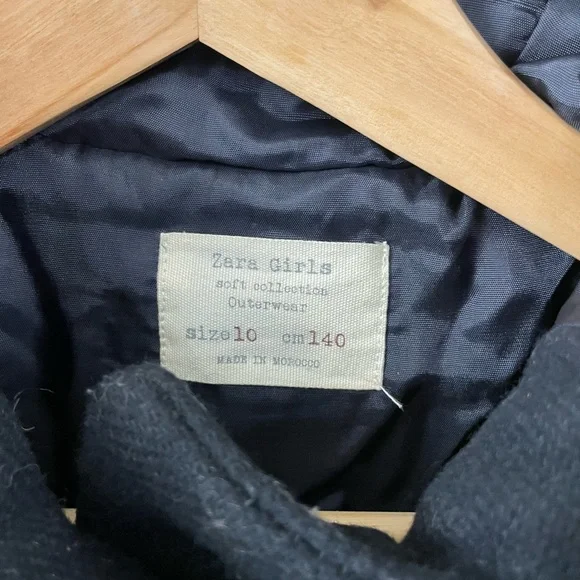 Zara Girls
soft collection
Outerwear
size10 cm140
MADE IN MOROCCO